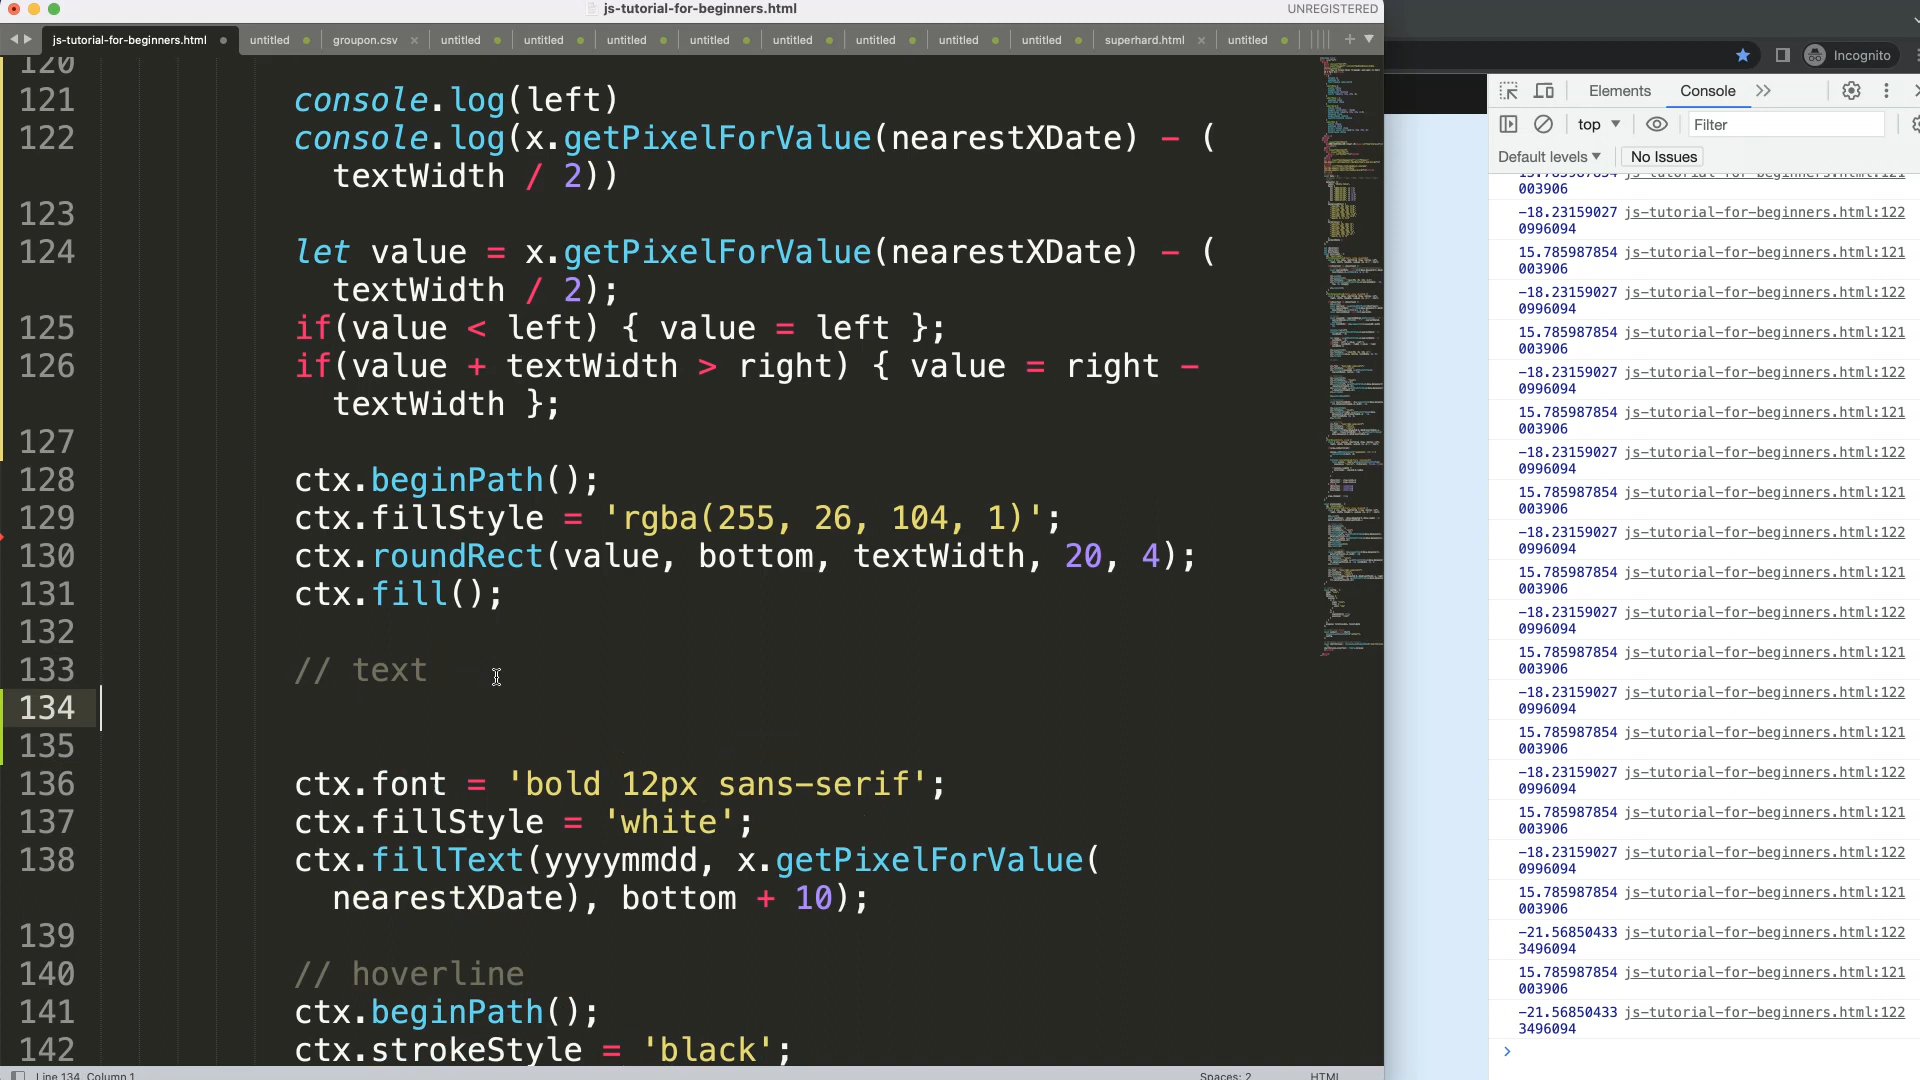 js-tutorial-for-beginners.html
UNREGISTERED
js-tutorial-for-beginners.html untitled groupon.csv untitled untitled untitled untitled untitled untitled untitled untitled superhard.html untitled
Incognito
120
121 console.log(left)
122 console.log(x.getPixelForValue(nearestXDate) - (
textWidth / 2))
123
124 let value = x.getPixelForValue(nearestXDate) - (
textWidth / 2);
125 if(value < left) { value = left };
126 if(value + textWidth > right) { value = right -
textWidth };
127
128 ctx.beginPath();
129 ctx.fillStyle = 'rgba(255, 26, 104, 1)';
130 ctx.roundRect(value, bottom, textWidth, 20, 4);
131 ctx.fill();
132
133 // text
134
135
136 ctx.font = 'bold 12px sans-serif';
137 ctx.fillStyle = 'white';
138 ctx.fillText(yyyymmdd, x.getPixelForValue(
nearestXDate), bottom + 10);
139
140 // hoverline
141 ctx.beginPath();
142 ctx.strokeStyle = 'black';
Line 134, Column 1
Spaces: 2
HTML
Elements Console
top Filter
Default levels No Issues
15.785987854 js-tutorial-for-beginners.html:121
003906
-18.23159027 js-tutorial-for-beginners.html:122
0996094
15.785987854 js-tutorial-for-beginners.html:121
003906
-18.23159027 js-tutorial-for-beginners.html:122
0996094
15.785987854 js-tutorial-for-beginners.html:121
003906
-18.23159027 js-tutorial-for-beginners.html:122
0996094
15.785987854 js-tutorial-for-beginners.html:121
003906
-18.23159027 js-tutorial-for-beginners.html:122
0996094
15.785987854 js-tutorial-for-beginners.html:121
003906
-18.23159027 js-tutorial-for-beginners.html:122
0996094
15.785987854 js-tutorial-for-beginners.html:121
003906
-18.23159027 js-tutorial-for-beginners.html:122
0996094
15.785987854 js-tutorial-for-beginners.html:121
003906
-18.23159027 js-tutorial-for-beginners.html:122
0996094
15.785987854 js-tutorial-for-beginners.html:121
003906
-18.23159027 js-tutorial-for-beginners.html:122
0996094
15.785987854 js-tutorial-for-beginners.html:121
003906
-18.23159027 js-tutorial-for-beginners.html:122
0996094
15.785987854 js-tutorial-for-beginners.html:121
003906
-21.56850433 js-tutorial-for-beginners.html:122
3496094
15.785987854 js-tutorial-for-beginners.html:121
003906
-21.56850433 js-tutorial-for-beginners.html:122
3496094